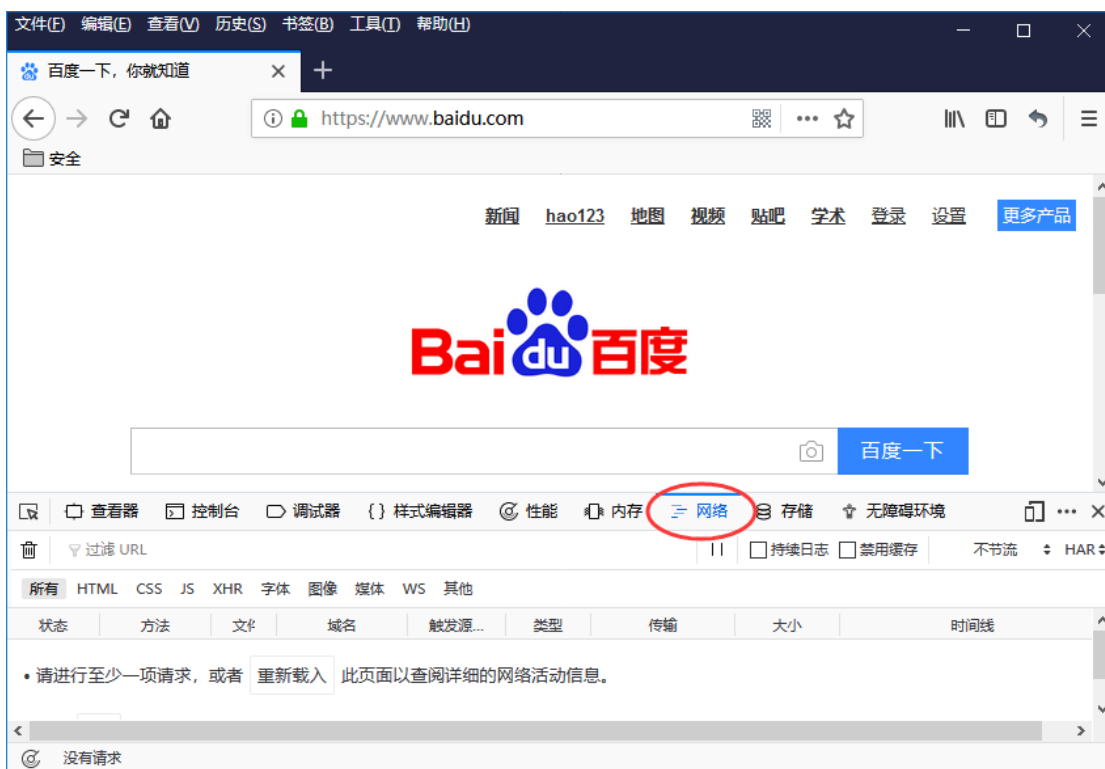 文件(F) 编辑(E) 查看(V) 历史(S) 书签(B) 工具(T) 帮助(H)
百度一下，你就知道
https://www.baidu.com
安全
新闻 hao123 地图 视频 贴吧 学术 登录 设置 更多产品
Bai du 百度
百度一下
查看器 控制台 调试器 {} 样式编辑器 性能 内存 网络 存储 无障碍环境
过滤 URL 持续日志 禁用缓存 不节流 HAR
所有 HTML CSS JS XHR 字体 图像 媒体 WS 其他
状态 方法 文件 域名 触发源... 类型 传输 大小 时间线
• 请进行至少一项请求，或者 重新载入 此页面以查阅详细的网络活动信息。
没有请求